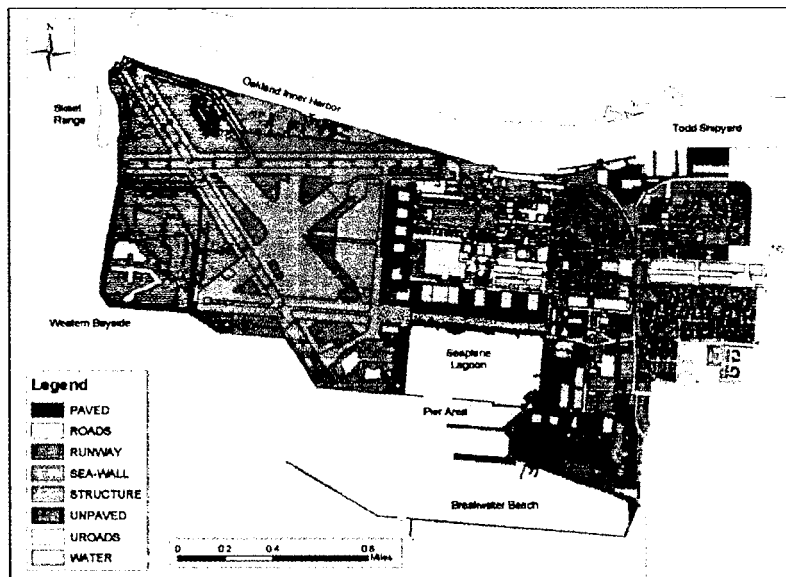 N
Oakland Inner Harbor
Skeet
Range
Todd Shipyard
Western Bayside
Seaplane
Lagoon
Pier Area
Breakwater Beach
Legend
PAVED
ROADS
RUNWAY
SEA-WALL
STRUCTURE
UNPAVED
UROADS
WATER
0 0.2 0.4 0.8
Miles